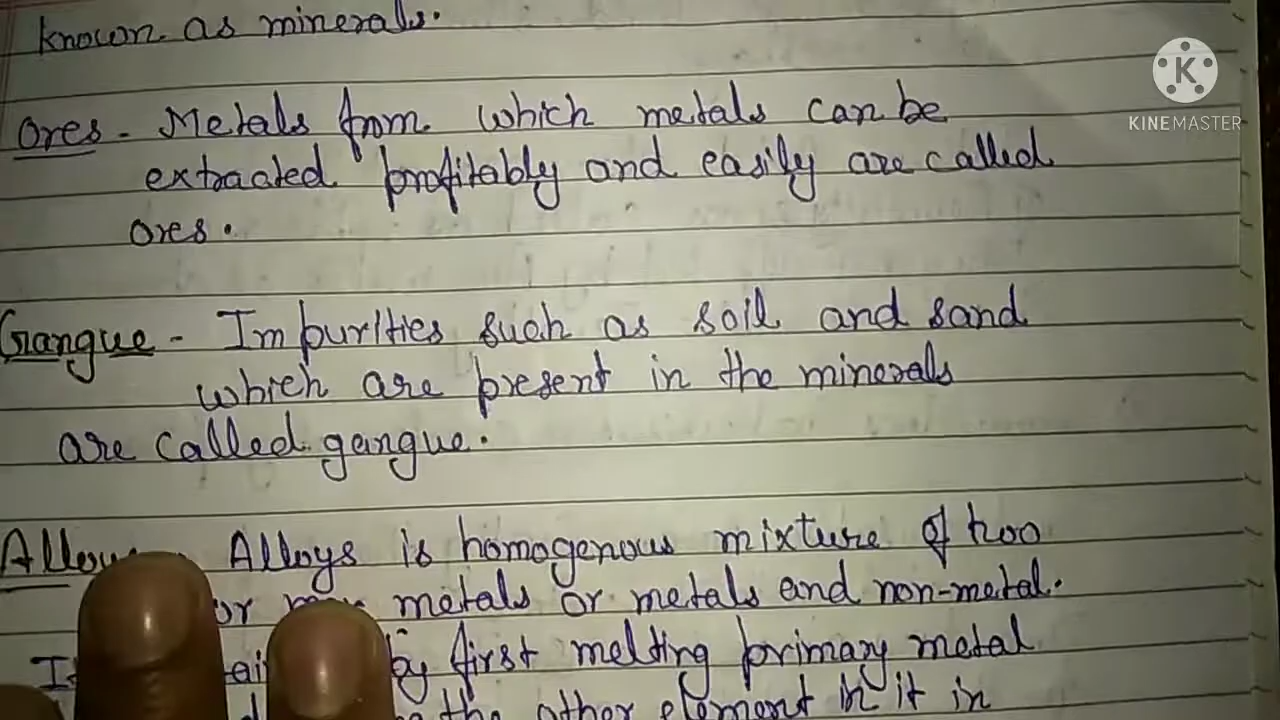 known as minerals.
K
KINEMASTER
Ores - Metals from which metals can be
extracted profitably and easily are called
ores.
Gangue - Impurities such as soil and sand
which are present in the minerals
are called gangue.
Alloys is homogenous mixture of two
or metals or metals and non-metal.
by first melting primary metal
the other element in it in